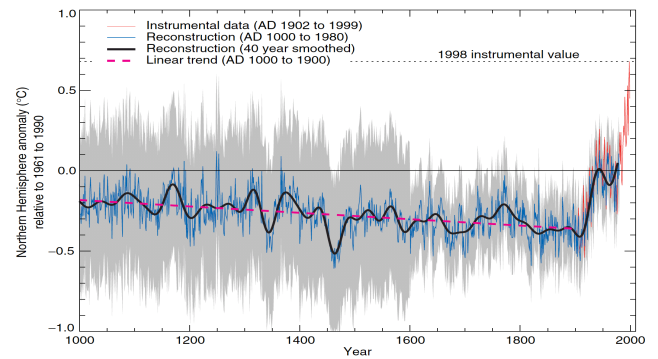 1.0
Instrumental data (AD 1902 to 1999)
Reconstruction (AD 1000 to 1980)
Reconstruction (40 year smoothed)
Linear trend (AD 1000 to 1900)
1998 instrumental value
0.5
0.0
−0.5
−1.0
Northern Hemisphere anomaly (°C)
relative to 1961 to 1990
1000 1200 1400 1600 1800 2000
Year